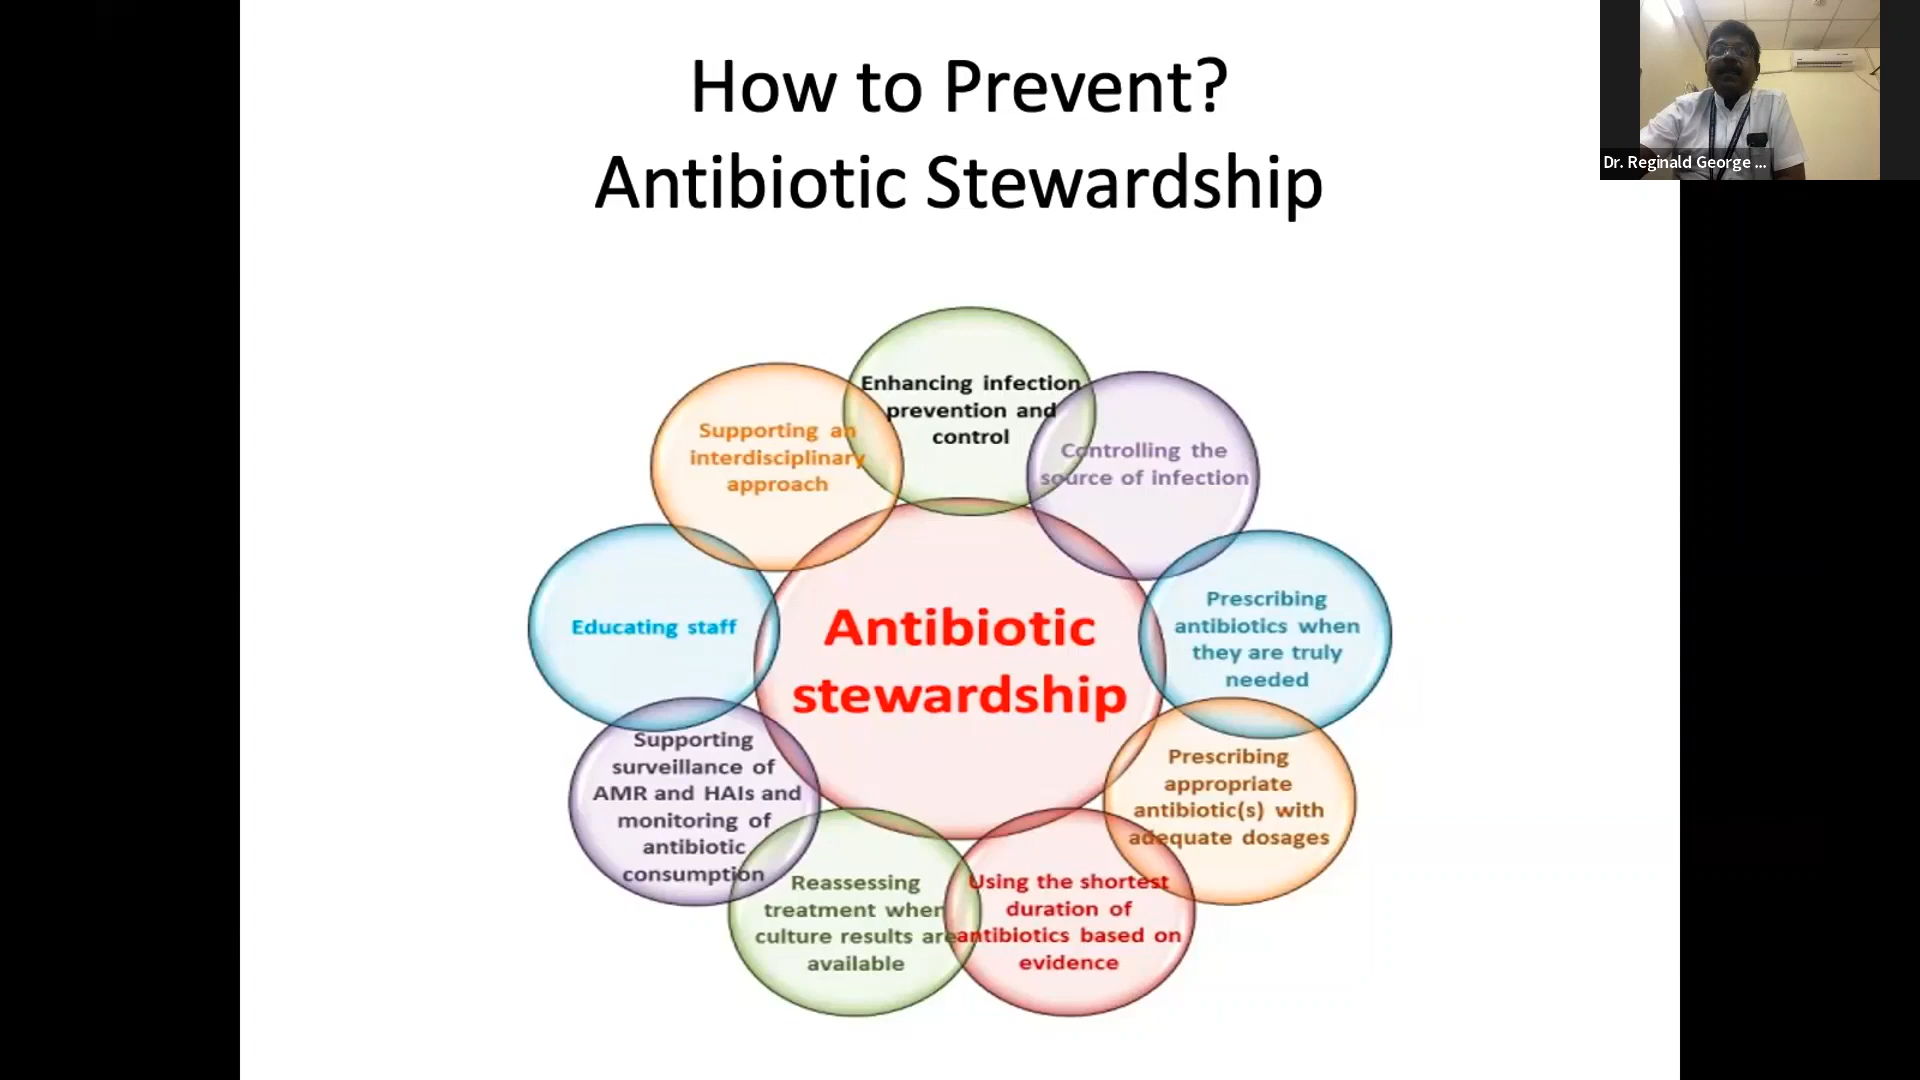 How to Prevent?
Antibiotic Stewardship
Dr. Reginald George ...
Enhancing infection
prevention and
control
Controlling the
source of infection
Prescribing
antibiotics when
they are truly
needed
Prescribing
appropriate
antibiotic(s) with
adequate dosages
Using the shortest
duration of
antibiotics based on
evidence
Reassessing
treatment when
culture results are
available
Supporting
surveillance of
AMR and HAIs and
monitoring of
antibiotic
consumption
Educating staff
Supporting an
interdisciplinary
approach
Antibiotic
stewardship